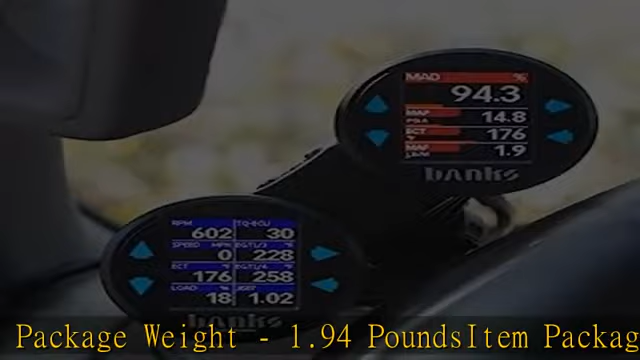 MAD %
94.3
MAP PSIA 14.8
ECT °F 176
MAF LB/M 1.9
banks
RPM 602 TQ-ECU 30
SPEED MPH 0 EGT1/3 °F 228
ECT °F 176 EGT1/4 °F 258
LOAD % 18 1.02
banks
Package Weight - 1.94 PoundsItem Packag